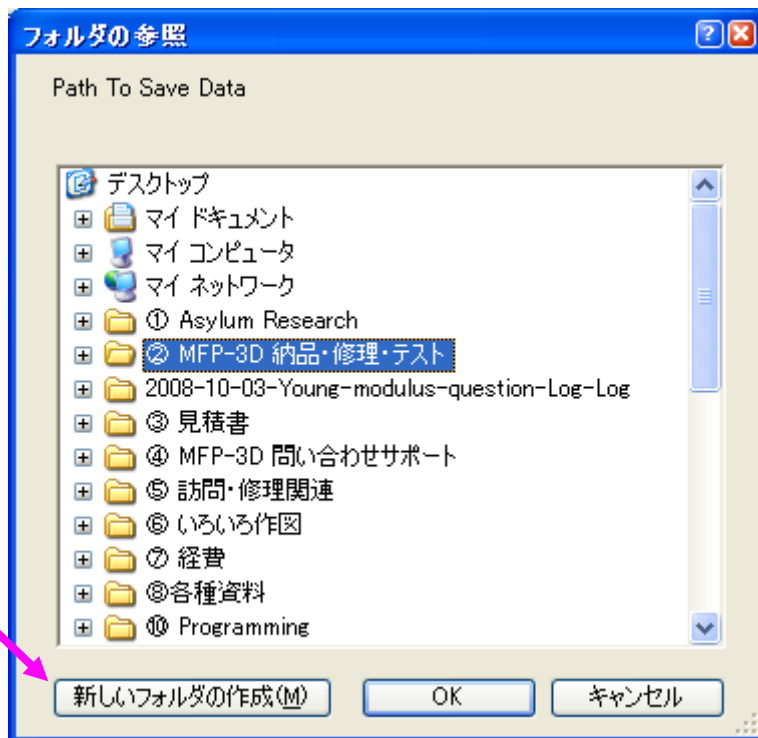 フォルダの参照
Path To Save Data
デスクトップ
マイ ドキュメント
マイ コンピュータ
マイ ネットワーク
① Asylum Research
② MFP-3D 納品・修理・テスト
2008-10-03-Young-modulus-question-Log-Log
③ 見積書
④ MFP-3D 問い合わせサポート
⑤ 訪問・修理関連
⑥ いろいろ作図
⑦ 経費
⑧各種資料
⑩ Programming
新しいフォルダの作成(M) OK キャンセル